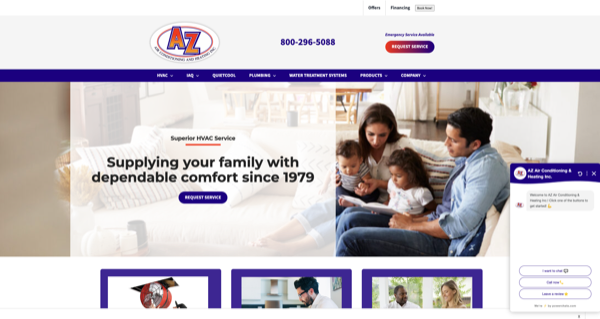 Offers
Financing
Book Now!
AZ
AIR CONDITIONING AND HEATING INC.
800-296-5088
Emergency Service Available
REQUEST SERVICE
HVAC
IAQ
QUIETCOOL
PLUMBING
WATER TREATMENT SYSTEMS
PRODUCTS
COMPANY
Superior HVAC Service
Supplying your family with
dependable comfort since 1979
REQUEST SERVICE
AZ Air Conditioning &
Heating Inc.
Welcome to AZ Air Conditioning &
Heating Inc.! Click one of the buttons to
get started 👇
I want to chat 💬
Call me 📞
Leave a review ⭐